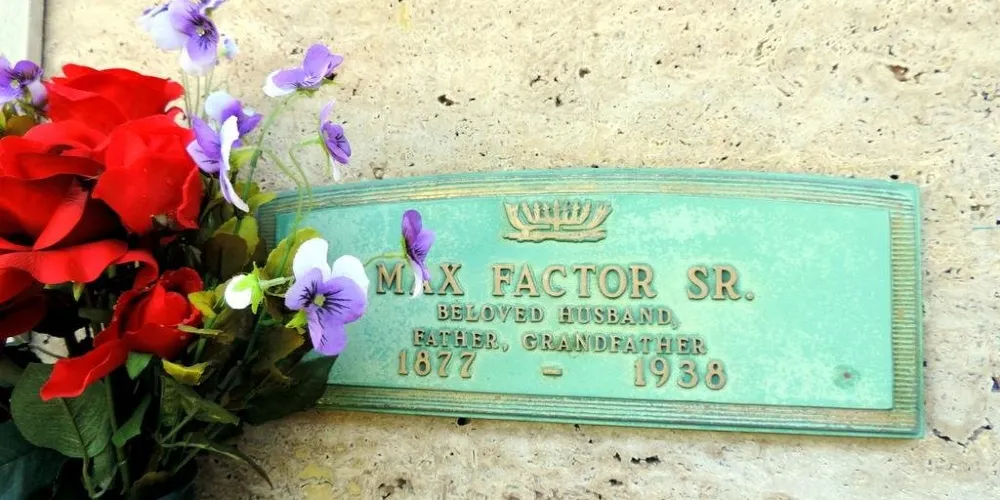 MAX FACTOR SR.
BELOVED HUSBAND,
FATHER, GRANDFATHER
1877 - 1938